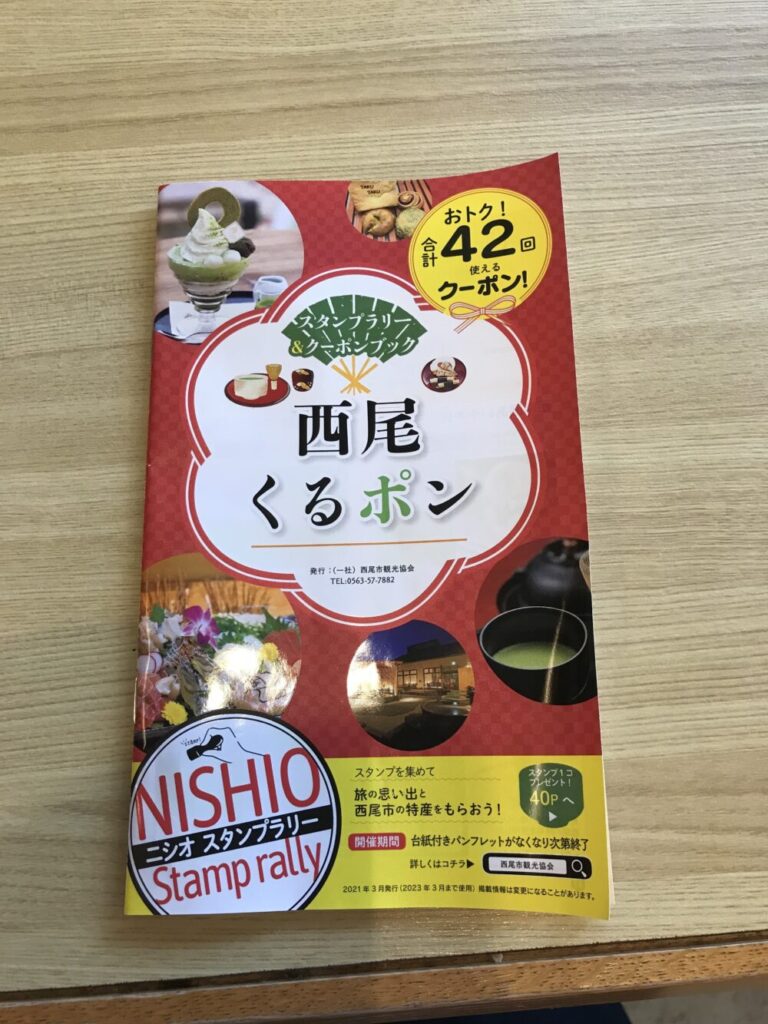 おトク!
合計42回
使える
クーポン!
スタンプラリー
&クーポンブック
西尾
くるポン
発行:(一社)西尾市観光協会
TEL:0563-57-7882
NISHIO
ニシオ スタンプラリー
Stamp rally
スタンプを集めて
旅の思い出と
西尾市の特産をもらおう!
スタンプ1コ
プレゼント!
40Pへ
開催期間 台紙付きパンフレットがなくなり次第終了
詳しくはコチラ▶ 西尾市観光協会
2021年3月発行(2023年3月まで使用)掲載情報は変更になることがあります。